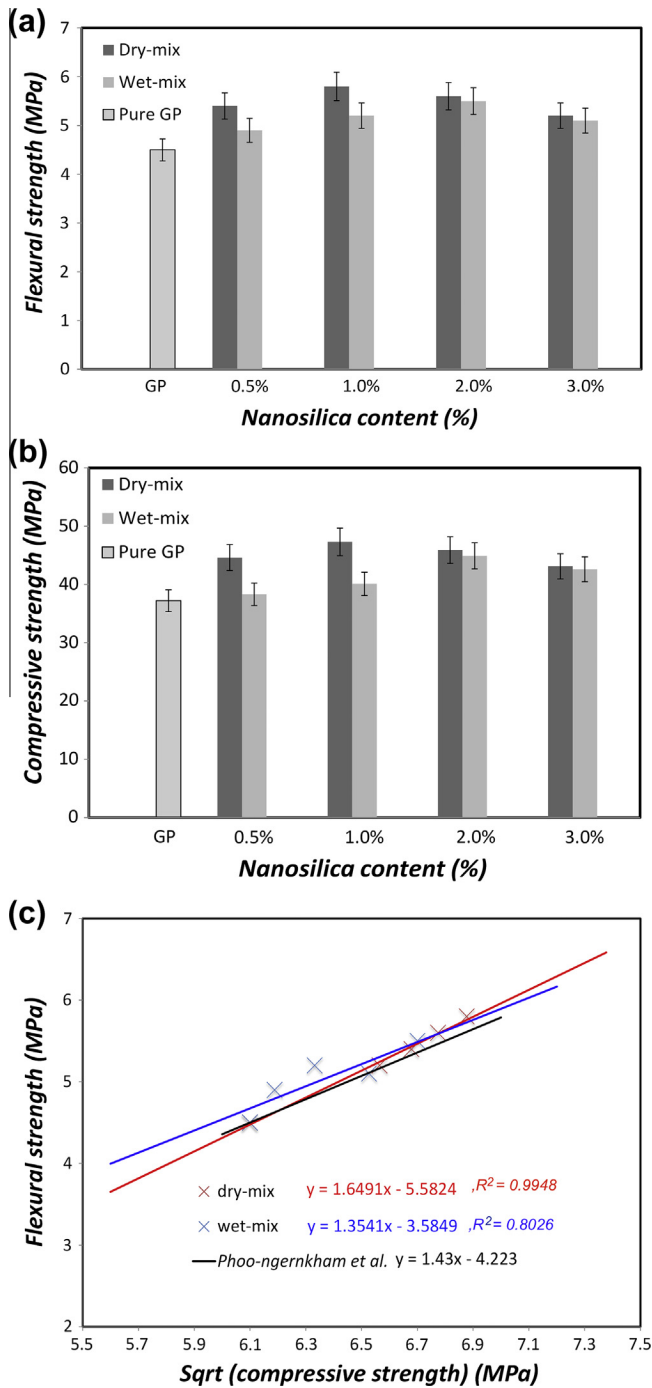 (a)
7
6
5
4
3
2
1
0
Flexural strength (MPa)
Dry-mix
Wet-mix
Pure GP
GP 0.5% 1.0% 2.0% 3.0%
Nanosilica content (%)
(b)
60
50
40
30
20
10
0
Compressive strength (MPa)
Dry-mix
Wet-mix
Pure GP
GP 0.5% 1.0% 2.0% 3.0%
Nanosilica content (%)
(c)
7
6
5
4
3
2
Flexural strength (MPa)
dry-mix y = 1.6491x - 5.5824 ,R² = 0.9948
wet-mix y = 1.3541x - 3.5849 ,R² = 0.8026
Phoo-ngernkham et al. y = 1.43x - 4.223
5.5 5.7 5.9 6.1 6.3 6.5 6.7 6.9 7.1 7.3 7.5
Sqrt (compressive strength) (MPa)